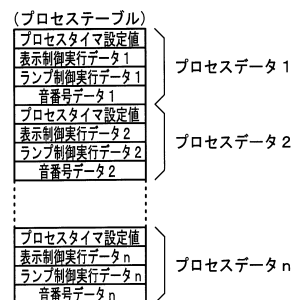 (プロセステーブル)
プロセスタイマ設定値
表示制御実行データ1
ランプ制御実行データ1
音番号データ1
プロセスデータ1
プロセスタイマ設定値
表示制御実行データ2
ランプ制御実行データ2
音番号データ2
プロセスデータ2
プロセスタイマ設定値
表示制御実行データn
ランプ制御実行データn
音番号データn
プロセスデータn